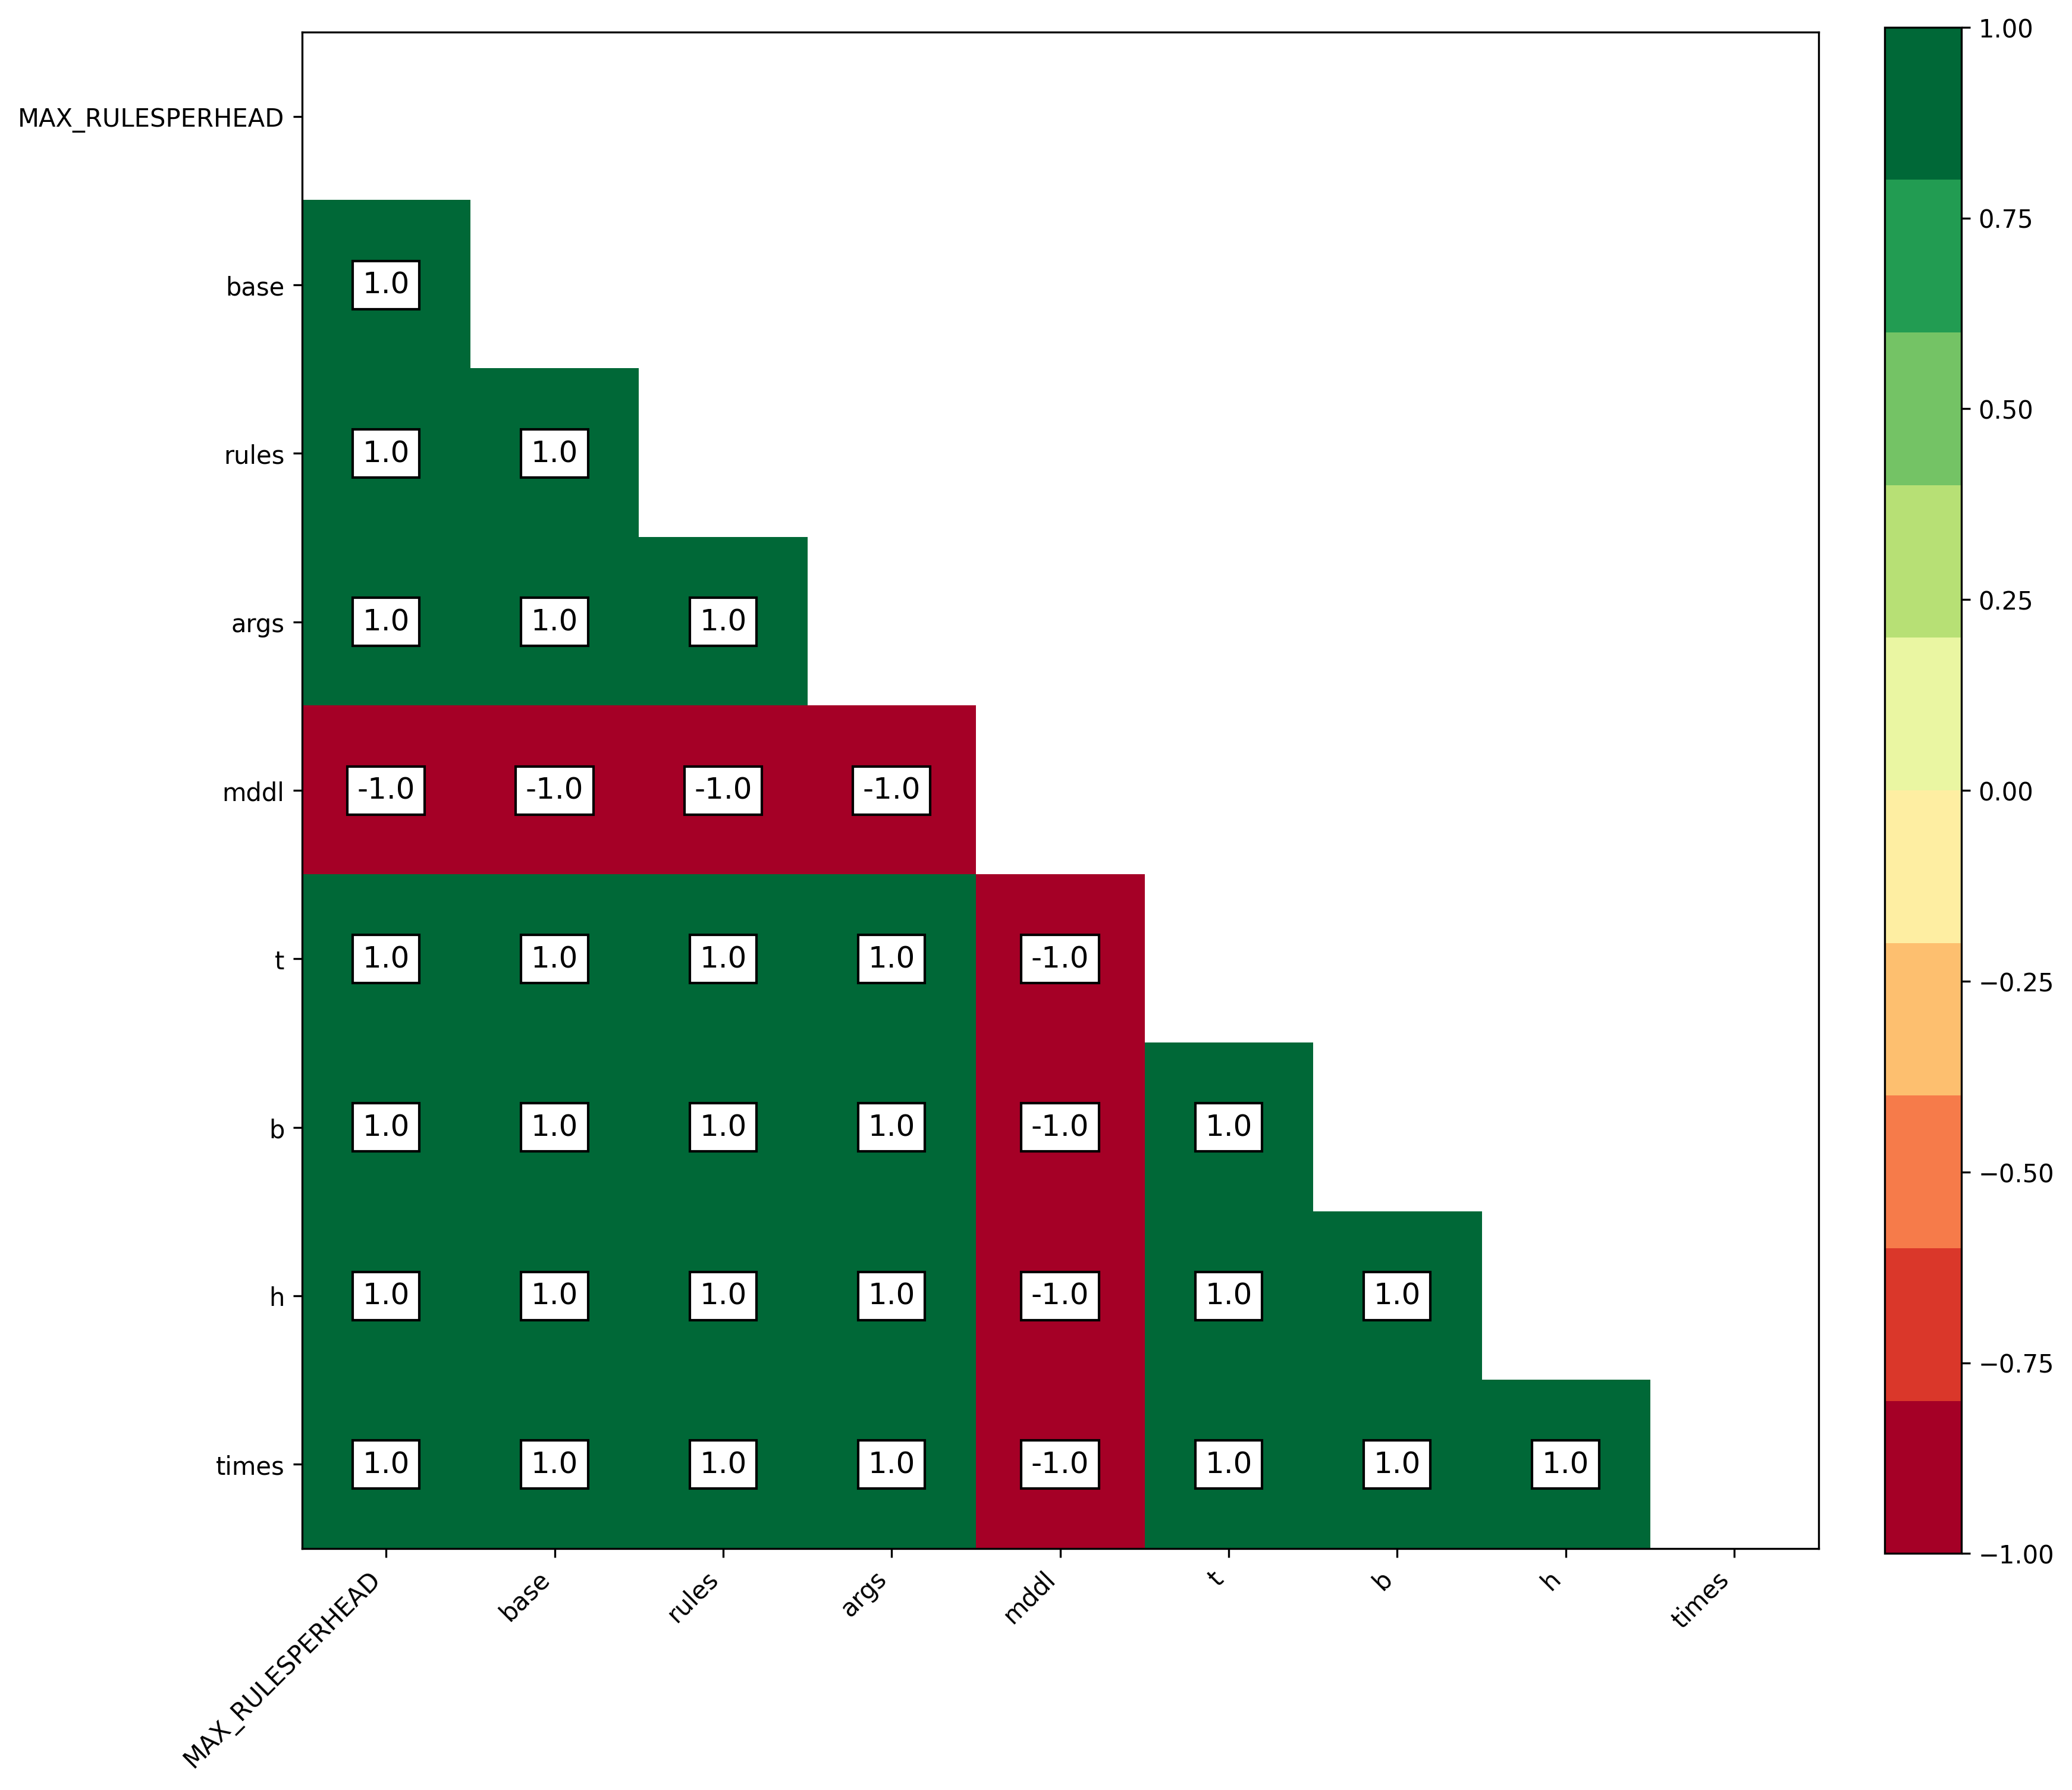 MAX_RULESPERHEAD
base 1.0
rules 1.0 1.0
args 1.0 1.0 1.0
mddl -1.0 -1.0 -1.0 -1.0
t 1.0 1.0 1.0 1.0 -1.0
b 1.0 1.0 1.0 1.0 -1.0 1.0
h 1.0 1.0 1.0 1.0 -1.0 1.0 1.0
times 1.0 1.0 1.0 1.0 -1.0 1.0 1.0 1.0
MAX_RULESPERHEAD base rules args mddl t b h times
1.00
0.75
0.50
0.25
0.00
−0.25
−0.50
−0.75
−1.00